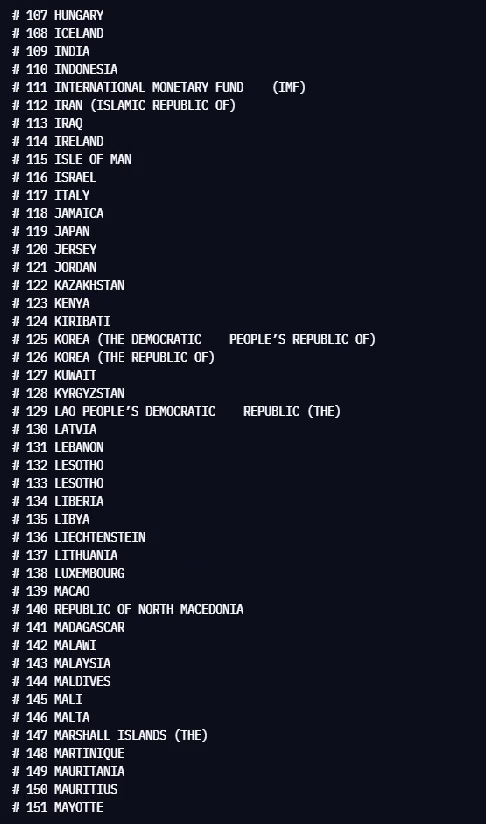 # 107 HUNGARY
# 108 ICELAND
# 109 INDIA
# 110 INDONESIA
# 111 INTERNATIONAL MONETARY FUND    (IMF)
# 112 IRAN (ISLAMIC REPUBLIC OF)
# 113 IRAQ
# 114 IRELAND
# 115 ISLE OF MAN
# 116 ISRAEL
# 117 ITALY
# 118 JAMAICA
# 119 JAPAN
# 120 JERSEY
# 121 JORDAN
# 122 KAZAKHSTAN
# 123 KENYA
# 124 KIRIBATI
# 125 KOREA (THE DEMOCRATIC    PEOPLE’S REPUBLIC OF)
# 126 KOREA (THE REPUBLIC OF)
# 127 KUWAIT
# 128 KYRGYZSTAN
# 129 LAO PEOPLE’S DEMOCRATIC    REPUBLIC (THE)
# 130 LATVIA
# 131 LEBANON
# 132 LESOTHO
# 133 LESOTHO
# 134 LIBERIA
# 135 LIBYA
# 136 LIECHTENSTEIN
# 137 LITHUANIA
# 138 LUXEMBOURG
# 139 MACAO
# 140 REPUBLIC OF NORTH MACEDONIA
# 141 MADAGASCAR
# 142 MALAWI
# 143 MALAYSIA
# 144 MALDIVES
# 145 MALI
# 146 MALTA
# 147 MARSHALL ISLANDS (THE)
# 148 MARTINIQUE
# 149 MAURITANIA
# 150 MAURITIUS
# 151 MAYOTTE